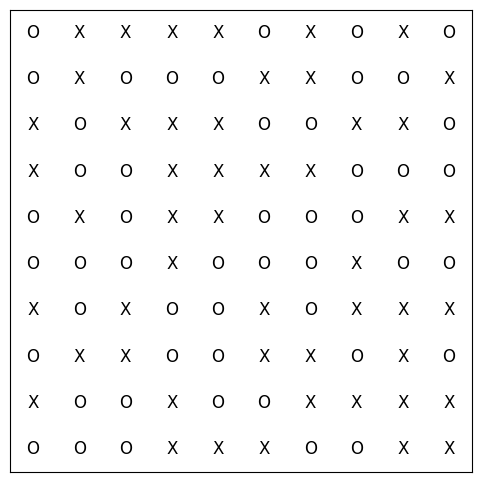 O X X X X O X O X O
O X O O O X X O O X
X O X X X O O X X O
X O O X X X X O O O
O X O X X O O O X X
O O O X O O O X O O
X O X O O X O X X X
O X X O O X X O X O
X O O X O O X X X X
O O O X X X O O X X